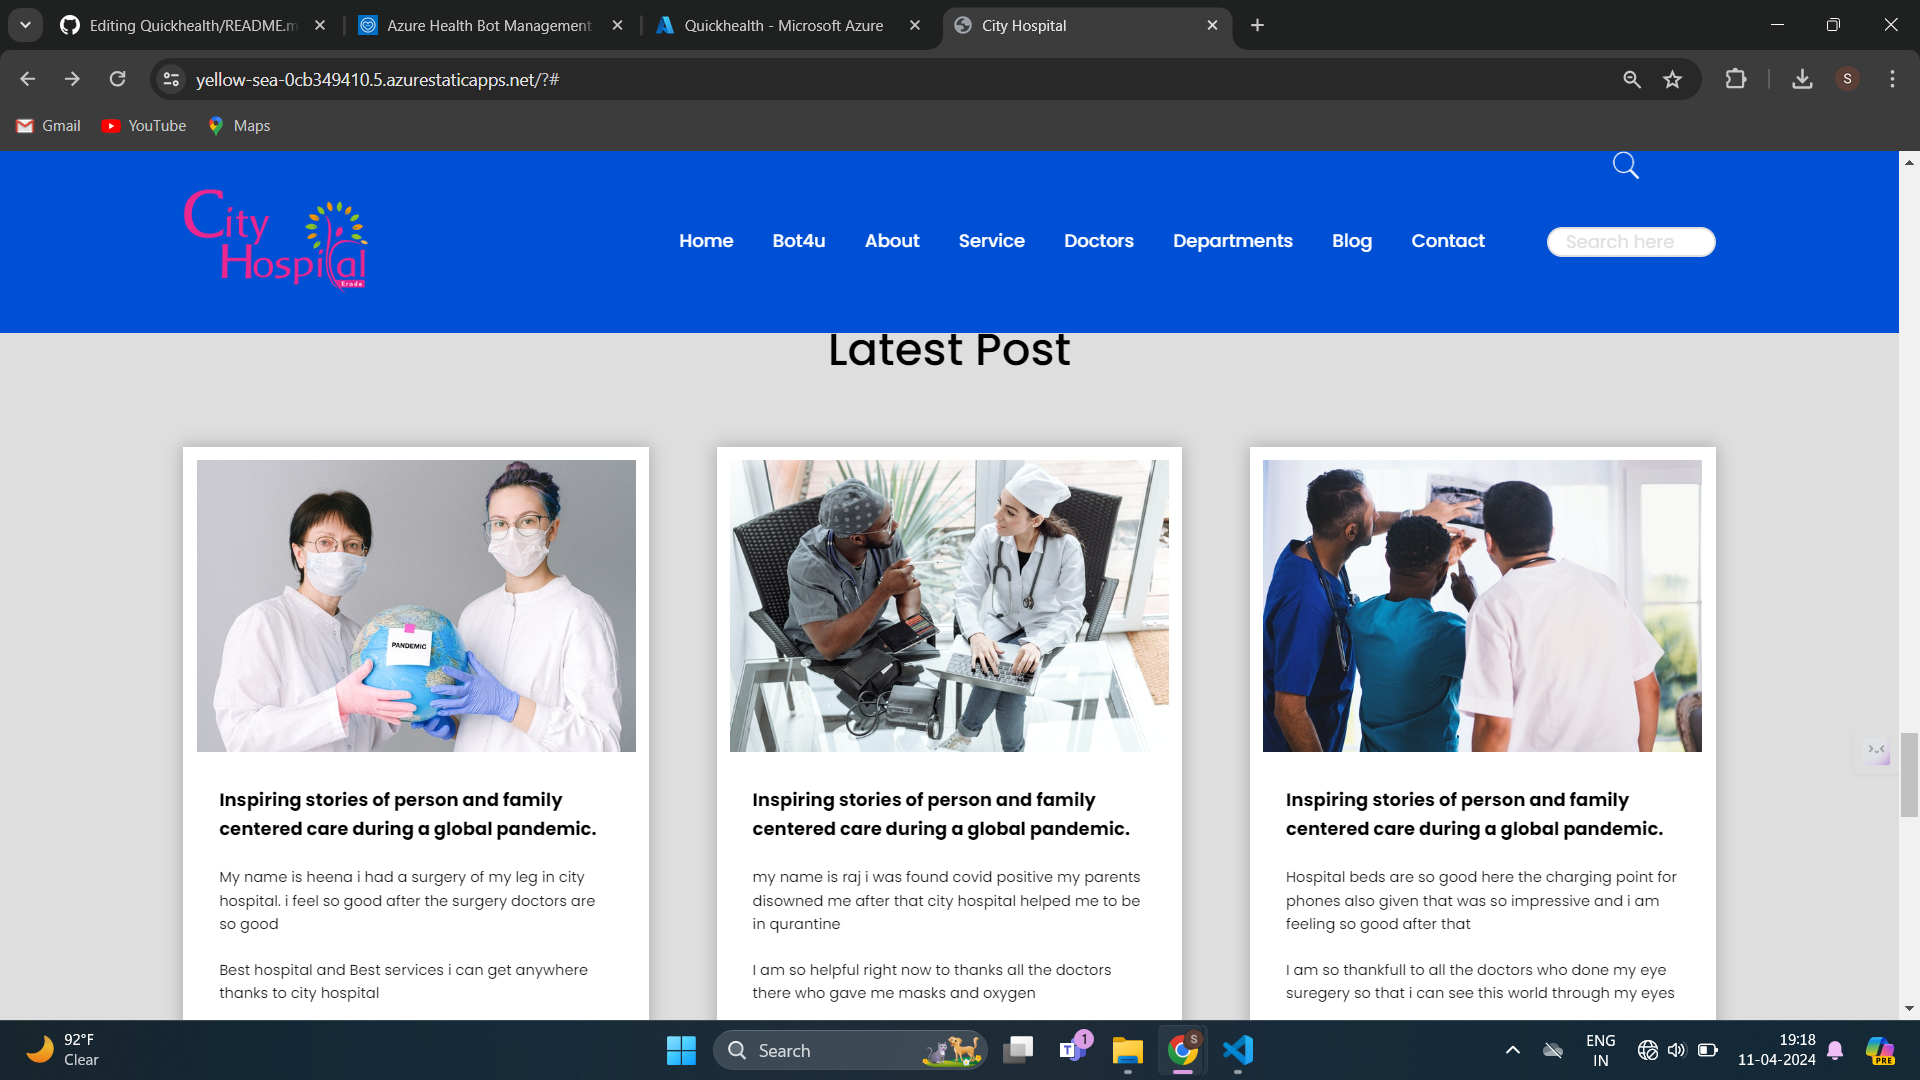 Editing Quickhealth/README.m
Azure Health Bot Management
Quickhealth - Microsoft Azure
City Hospital
yellow-sea-0cb349410.5.azurestaticapps.net/?#
S
Gmail
YouTube
Maps
City
Hospital
Erode
Home
Bot4u
About
Service
Doctors
Departments
Blog
Contact
Search here
Latest Post
PANDEMIC
Inspiring stories of person and family
centered care during a global pandemic.
My name is heena i had a surgery of my leg in city
hospital. i feel so good after the surgery doctors are
so good
Best hospital and Best services i can get anywhere
thanks to city hospital
Inspiring stories of person and family
centered care during a global pandemic.
my name is raj i was found covid positive my parents
disowned me after that city hospital helped me to be
in qurantine
I am so helpful right now to thanks all the doctors
there who gave me masks and oxygen
Inspiring stories of person and family
centered care during a global pandemic.
Hospital beds are so good here the charging point for
phones also given that was so impressive and i am
feeling so good after that
I am so thankfull to all the doctors who done my eye
suregery so that i can see this world through my eyes
92°F
Clear
Search
1
S
ENG
IN
19:18
11-04-2024
PRE